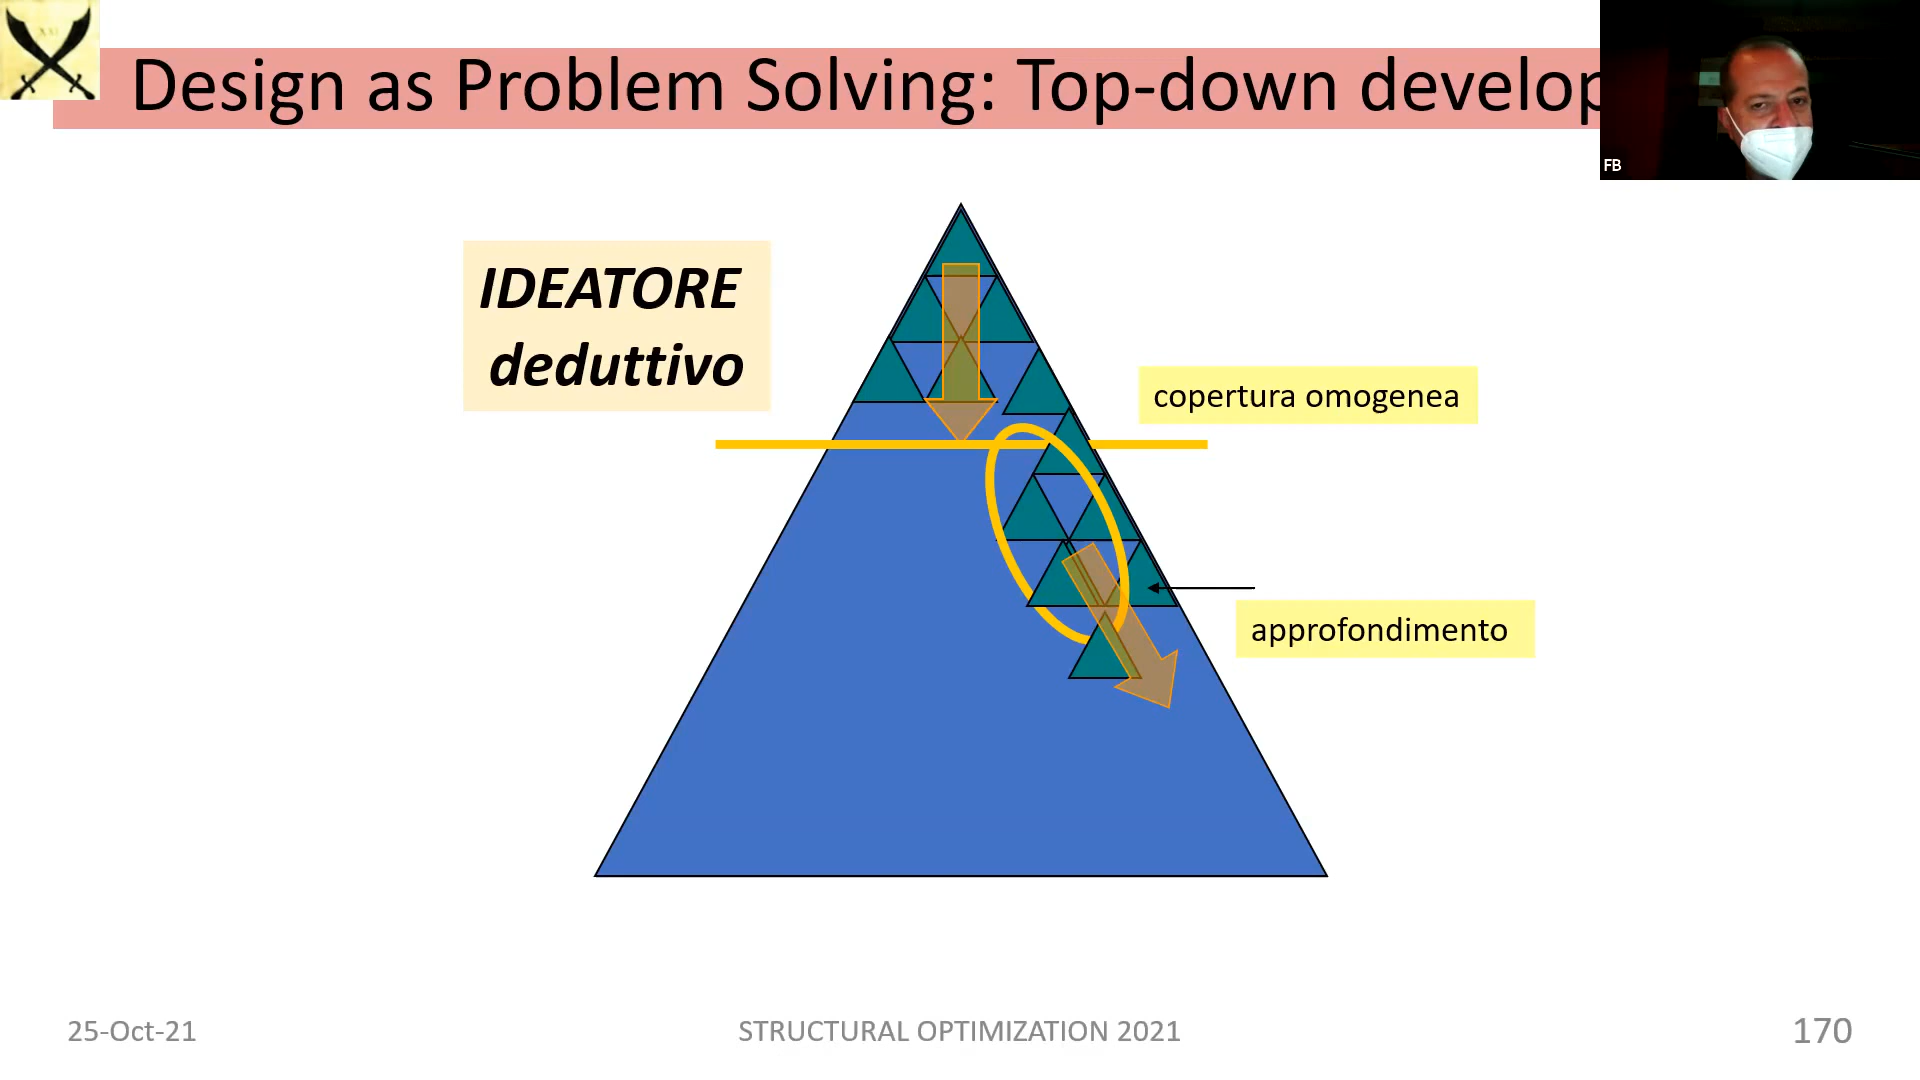 Design as Problem Solving: Top-down develop
FB
IDEATORE
deduttivo
copertura omogenea
approfondimento
25-Oct-21
STRUCTURAL OPTIMIZATION 2021
170